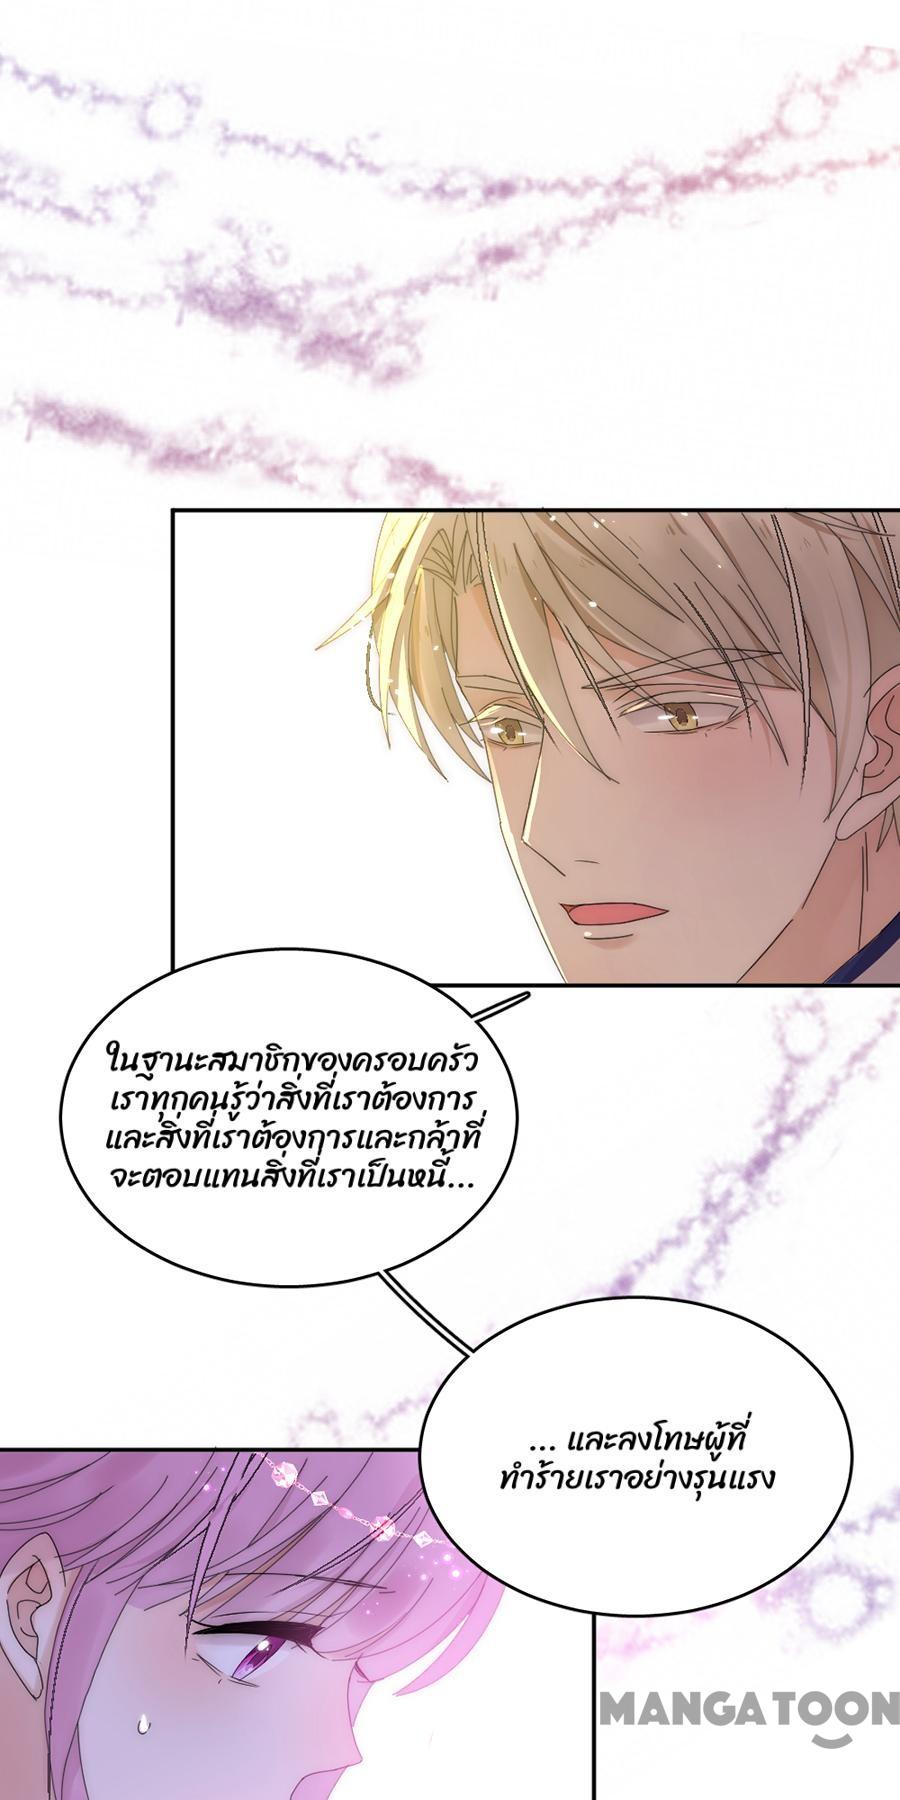 ในฐานะสมาชิกของครอบครัว
เราทุกคนรู้ว่าสิ่งที่เราต้องการ
และสิ่งที่เราต้องการและกล้าที่
จะตอบแทนสิ่งที่เราเป็นหนี้...
... และลงโทษผู้ที่
ทำร้ายเราอย่างรุนแรง
MANGATOON